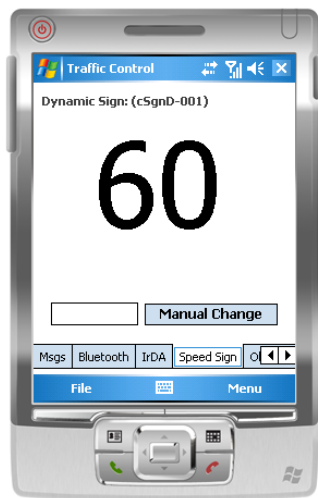 Traffic Control
Dynamic Sign: (cSgnD-001)
60
Manual Change
Msgs Bluetooth IrDA Speed Sign
File Menu